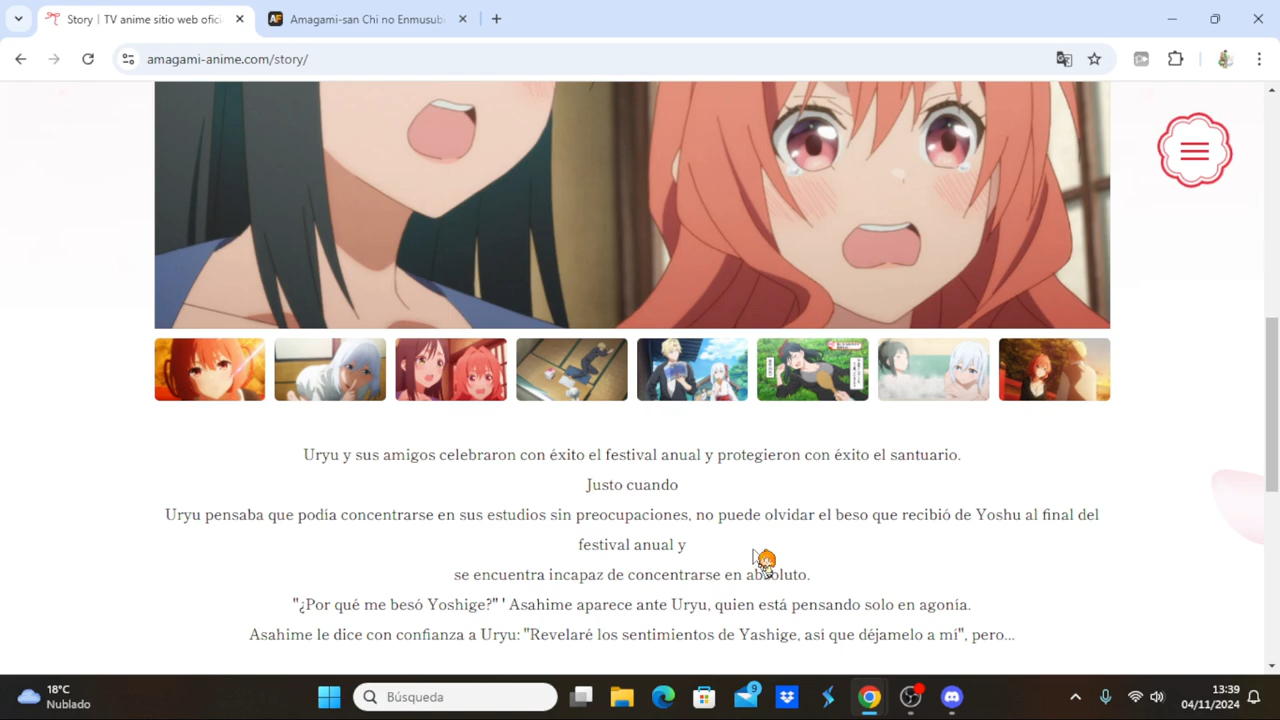 Story | TV anime sitio web ofici
Amagami-san Chi no Enmusub
amagami-anime.com/story/
Uryu y sus amigos celebraron con éxito el festival anual y protegieron con éxito el santuario.
Justo cuando
Uryu pensaba que podía concentrarse en sus estudios sin preocupaciones, no puede olvidar el beso que recibió de Yoshu al final del
festival anual y
se encuentra incapaz de concentrarse en absoluto.
"¿Por qué me besó Yoshige?" ' Asahime aparece ante Uryu, quien está pensando solo en agonía.
Asahime le dice con confianza a Uryu: "Revelaré los sentimientos de Yashige, así que déjamelo a mí", pero...
18°C
Nublado
Búsqueda
9
13:39
04/11/2024